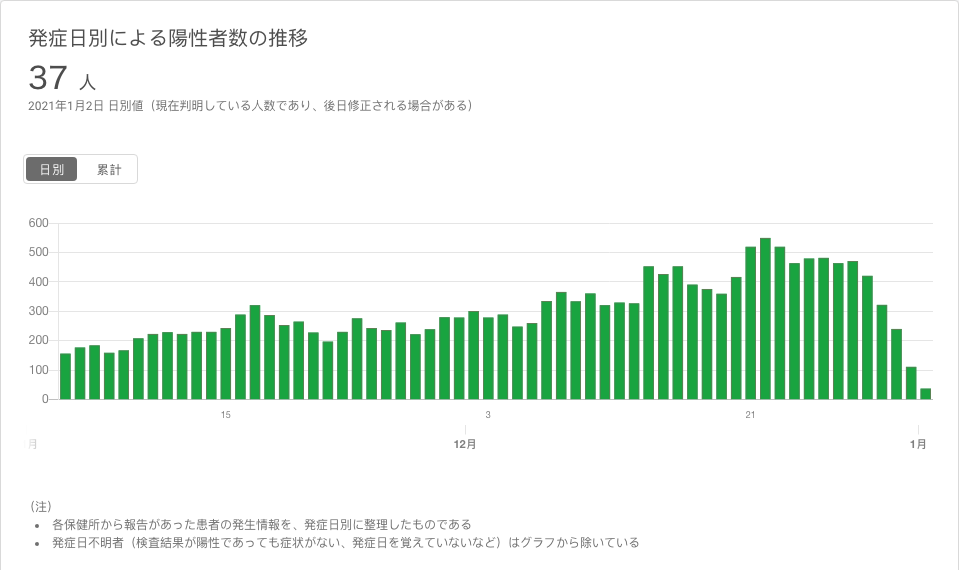 発症日別による陽性者数の推移
37 人
2021年1月2日 日別値（現在判明している人数であり、後日修正される場合がある）
日別 累計
600
500
400
300
200
100
0
15 3 21
月 12月 1月
（注）
• 各保健所から報告があった患者の発生情報を、発症日別に整理したものである
• 発症日不明者（検査結果が陽性であっても症状がない、発症日を覚えていないなど）はグラフから除いている